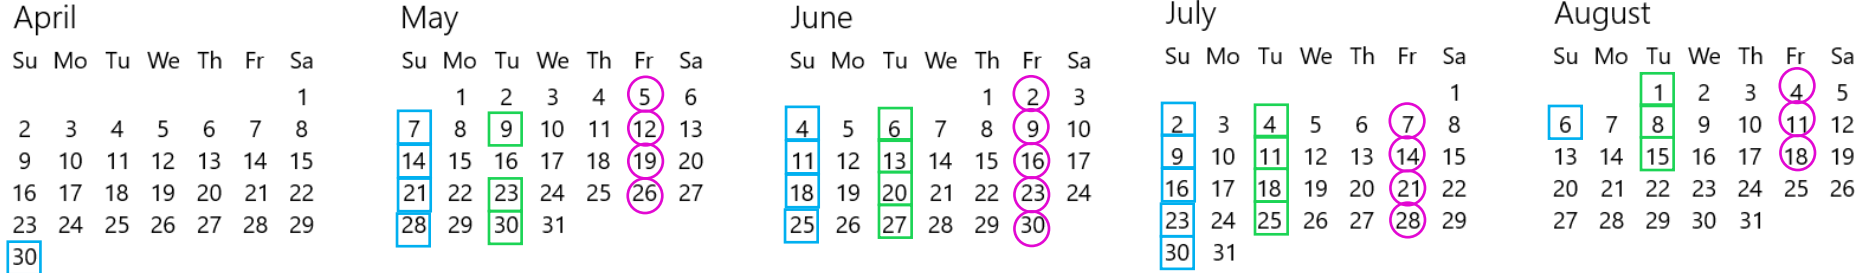 April
Su Mo Tu We Th Fr Sa
1
2 3 4 5 6 7 8
9 10 11 12 13 14 15
16 17 18 19 20 21 22
23 24 25 26 27 28 29
30
May
Su Mo Tu We Th Fr Sa
1 2 3 4 5 6
7 8 9 10 11 12 13
14 15 16 17 18 19 20
21 22 23 24 25 26 27
28 29 30 31
June
Su Mo Tu We Th Fr Sa
1 2 3
4 5 6 7 8 9 10
11 12 13 14 15 16 17
18 19 20 21 22 23 24
25 26 27 28 29 30
July
Su Mo Tu We Th Fr Sa
1
2 3 4 5 6 7 8
9 10 11 12 13 14 15
16 17 18 19 20 21 22
23 24 25 26 27 28 29
30 31
August
Su Mo Tu We Th Fr Sa
1 2 3 4 5
6 7 8 9 10 11 12
13 14 15 16 17 18 19
20 21 22 23 24 25 26
27 28 29 30 31